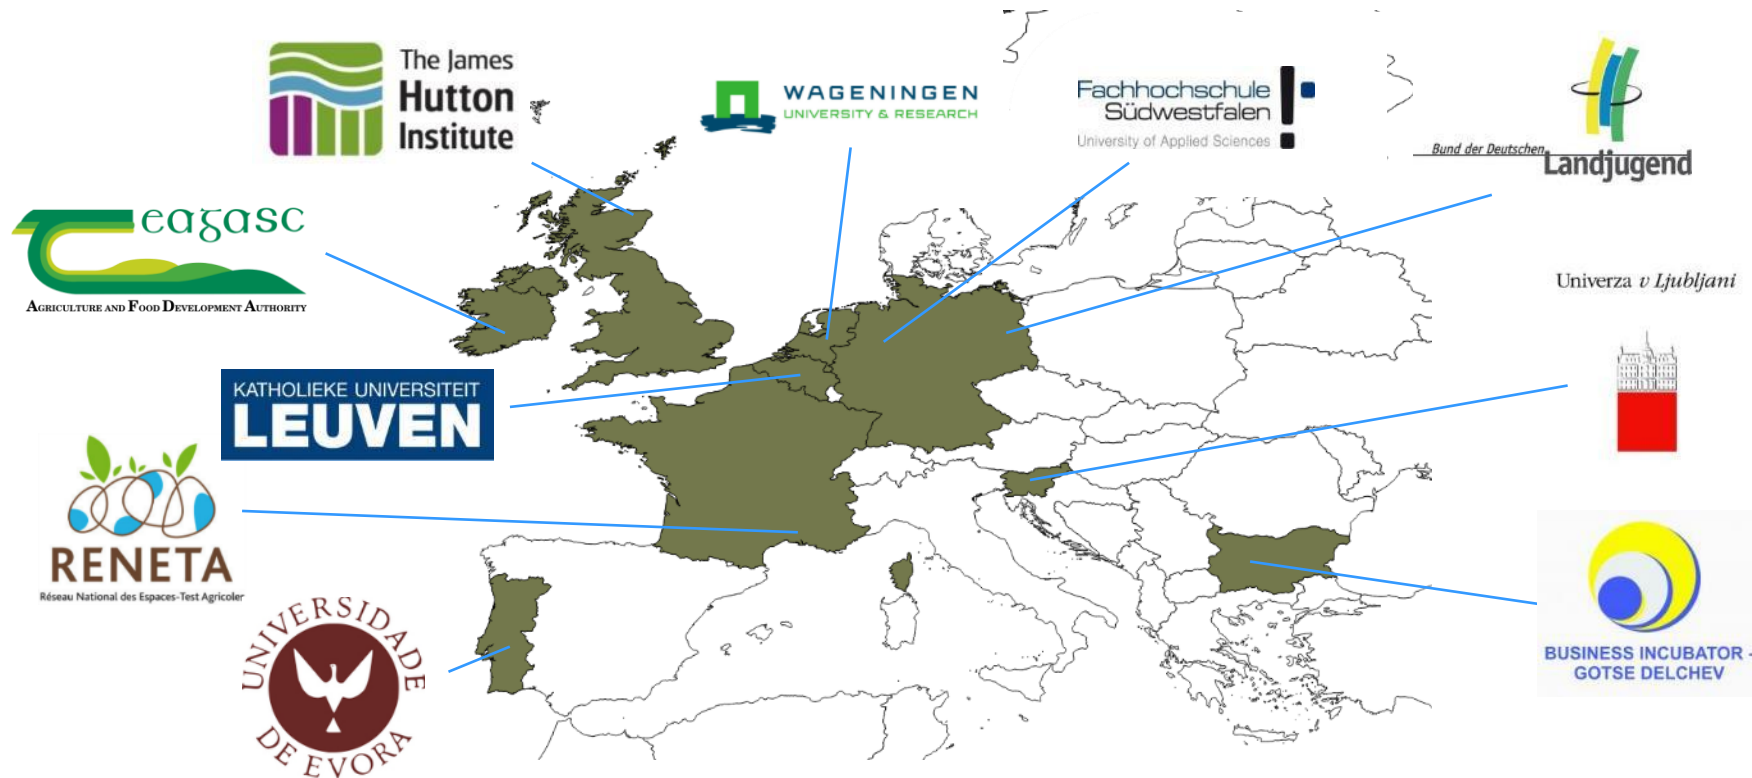 The James
Hutton
Institute
WAGENINGEN
UNIVERSITY & RESEARCH
Fachhochschule
Südwestfalen
University of Applied Sciences
Bund der Deutschen
Landjugend
eagasc
AGRICULTURE AND FOOD DEVELOPMENT AUTHORITY
Univerza v Ljubljani
KATHOLIEKE UNIVERSITEIT
LEUVEN
RENETA
Réseau National des Espaces-Test Agricoler
UNIVERSIDADE
DE EVORA
BUSINESS INCUBATOR -
GOTSE DELCHEV